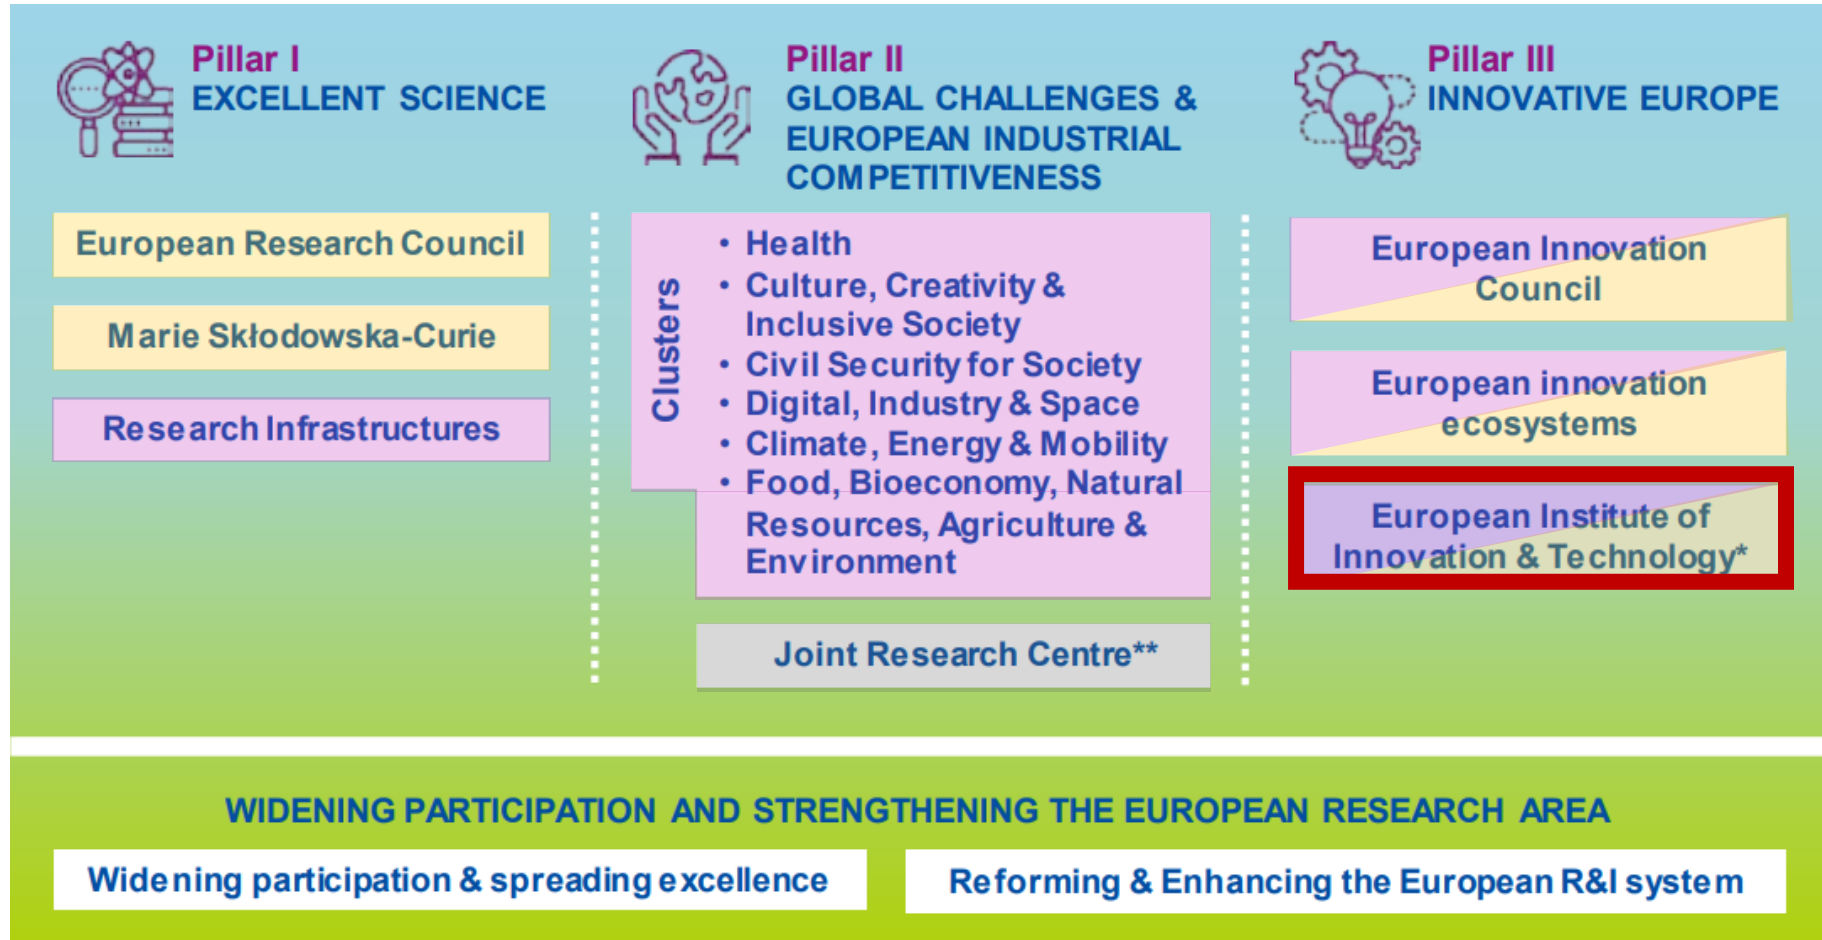 Pillar I
EXCELLENT SCIENCE
European Research Council
Marie Skłodowska-Curie
Research Infrastructures
Pillar II
GLOBAL CHALLENGES &
EUROPEAN INDUSTRIAL
COMPETITIVENESS
Clusters
• Health
• Culture, Creativity &
Inclusive Society
• Civil Security for Society
• Digital, Industry & Space
• Climate, Energy & Mobility
• Food, Bioeconomy, Natural
Resources, Agriculture &
Environment
Joint Research Centre**
Pillar III
INNOVATIVE EUROPE
European Innovation
Council
European innovation
ecosystems
European Institute of
Innovation & Technology*
WIDENING PARTICIPATION AND STRENGTHENING THE EUROPEAN RESEARCH AREA
Widening participation & spreading excellence
Reforming & Enhancing the European R&I system